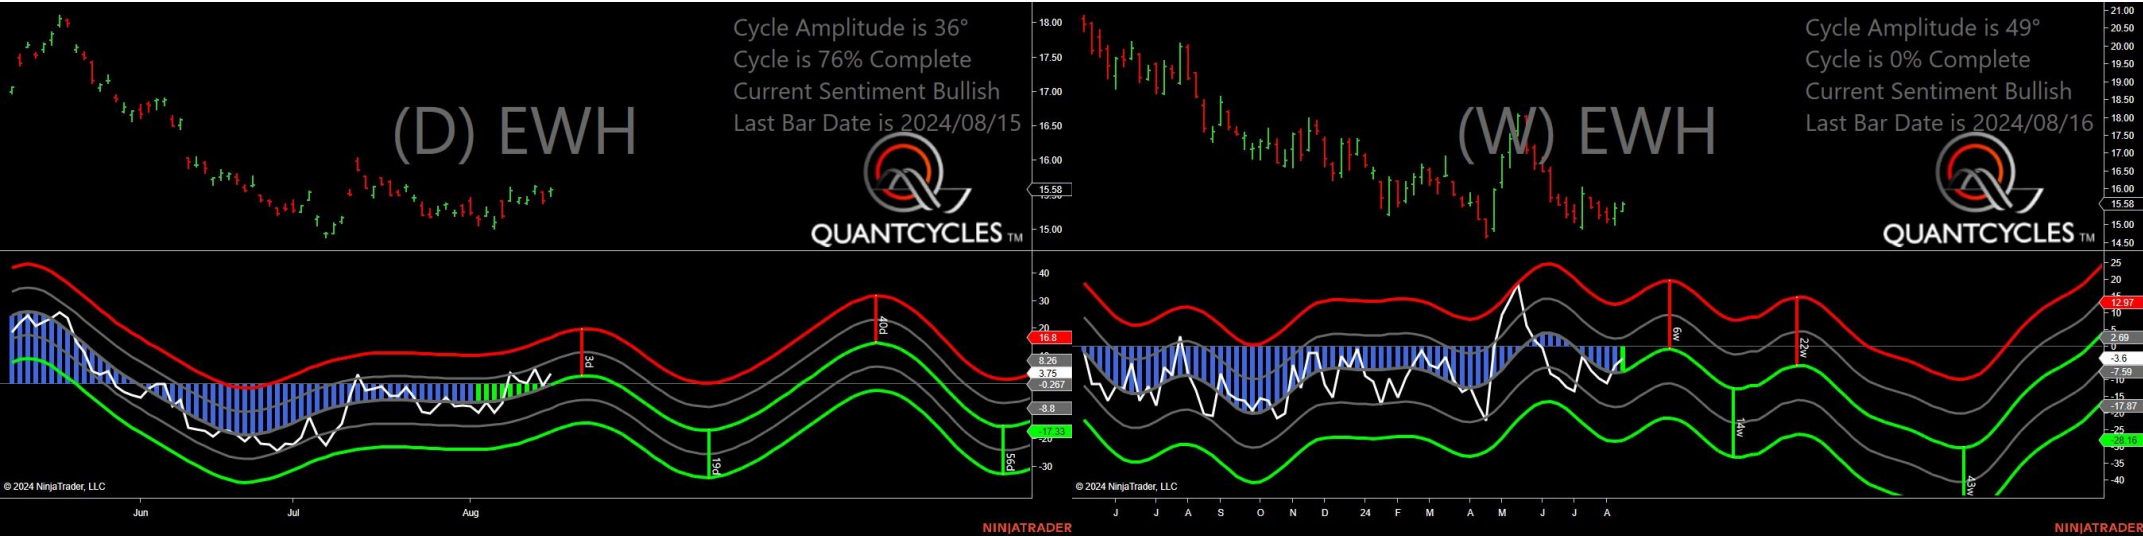 Cycle Amplitude is 36°
Cycle is 76% Complete
Current Sentiment Bullish
Last Bar Date is 2024/08/15
(D) EWH
QUANTCYCLES TM
18.00
17.50
17.00
16.50
16.00
15.58
15.00
40
30
20
16.8
8.26
3.75
-0.267
-8.8
-17.33
-30
3d
19d
40d
56d
© 2024 NinjaTrader, LLC
Jun
Jul
Aug
NINJATRADER
Cycle Amplitude is 49°
Cycle is 0% Complete
Current Sentiment Bullish
Last Bar Date is 2024/08/16
(W) EWH
QUANTCYCLES TM
21.00
20.50
20.00
19.50
19.00
18.50
18.00
17.50
17.00
16.50
16.00
15.58
15.00
14.50
25
20
12.97
10
5
2.69
0
-3.6
-7.59
-10
-15
-17.87
-20
-25
-28.16
-30
-35
-40
6w
14w
22w
43w
© 2024 NinjaTrader, LLC
J
J
A
S
O
N
D
24
F
M
A
M
J
J
A
NINJATRADER